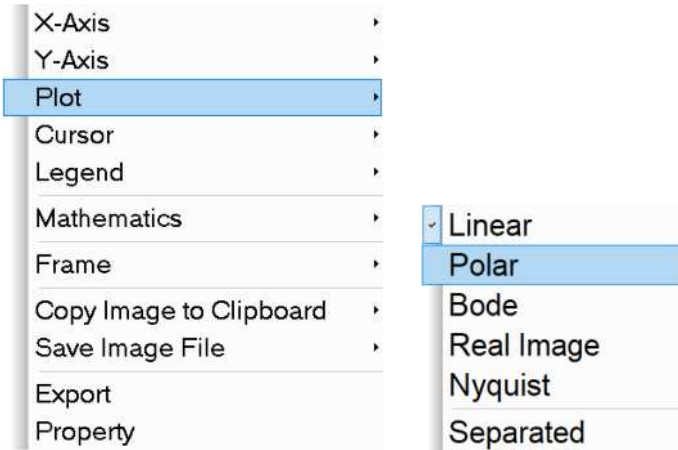 X-Axis
Y-Axis
Plot
Cursor
Legend
Mathematics
Frame
Copy Image to Clipboard
Save Image File
Export
Property
Linear
Polar
Bode
Real Image
Nyquist
Separated